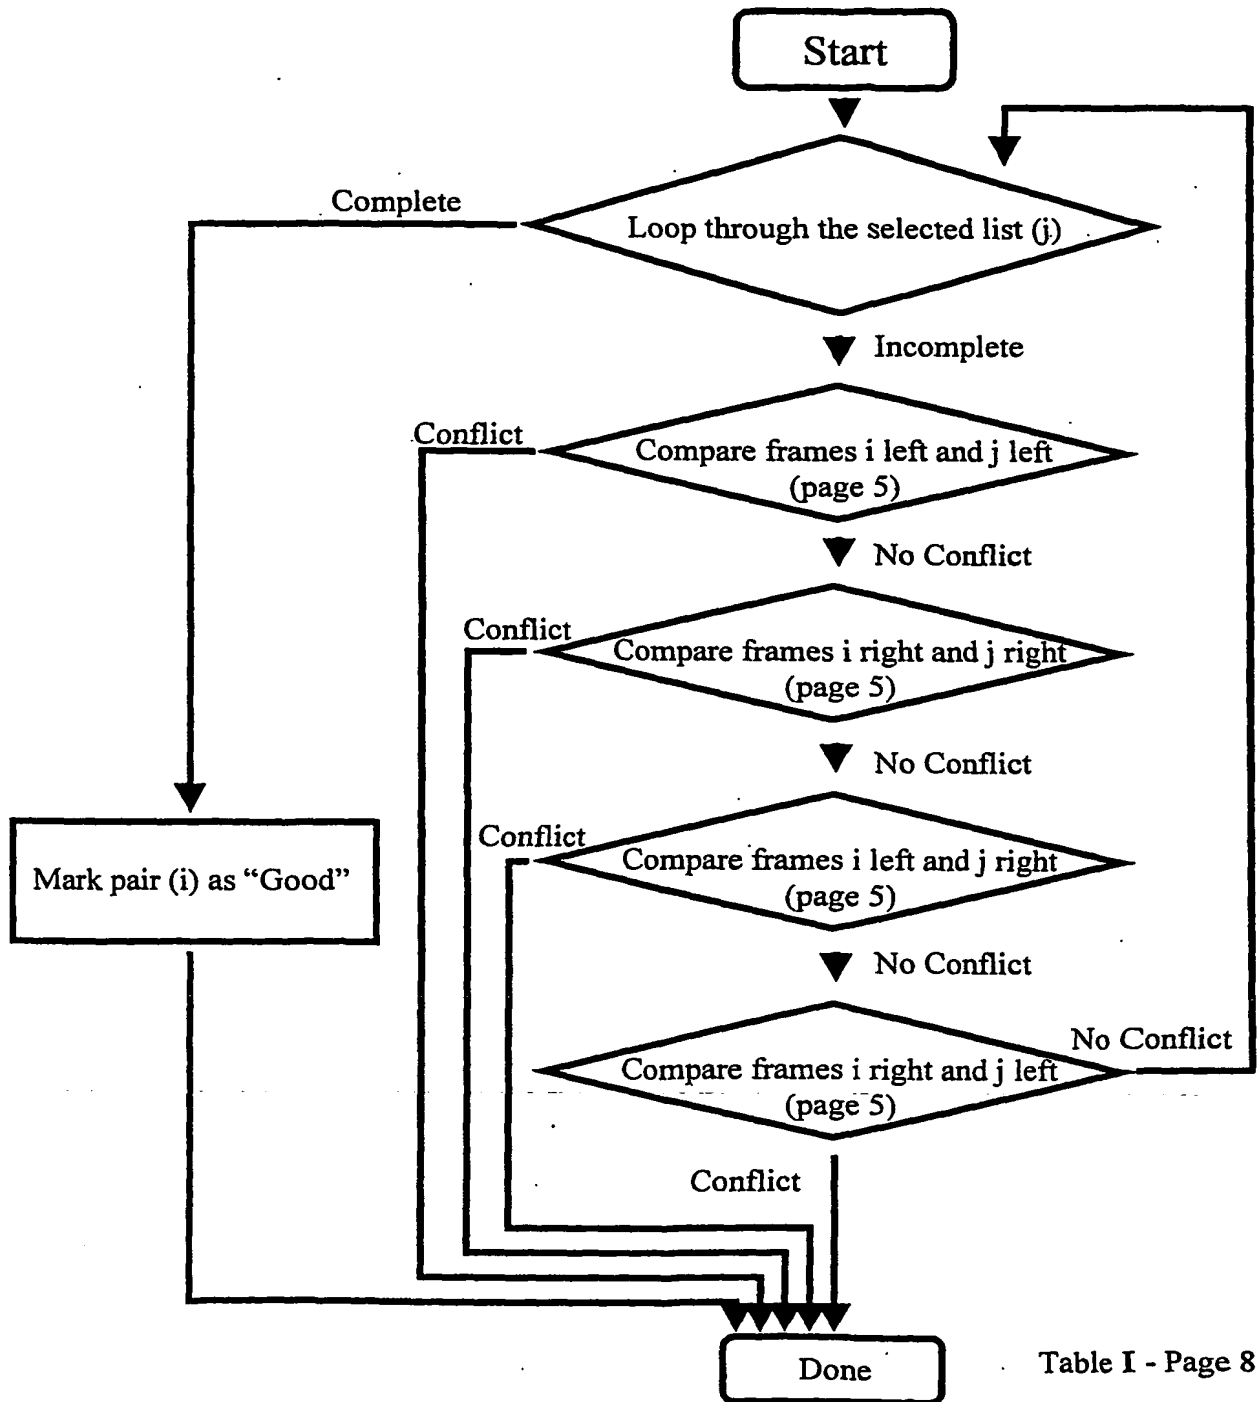 Start
Complete
Loop through the selected list (j)
Incomplete
Conflict
Compare frames i left and j left
(page 5)
No Conflict
Conflict
Compare frames i right and j right
(page 5)
No Conflict
Conflict
Compare frames i left and j right
(page 5)
Mark pair (i) as “Good”
No Conflict
No Conflict
Compare frames i right and j left
(page 5)
Conflict
Done
Table I - Page 8